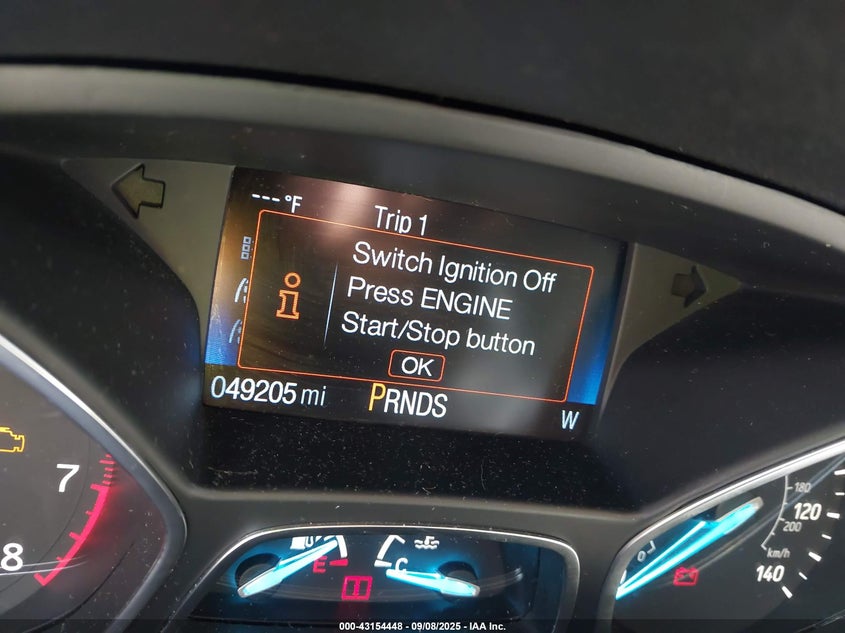 --- °F
Trip 1
Switch Ignition Off
Press ENGINE
Start/Stop button
OK
049205 mi
PRNDS
W
7
8
E
C
0
180
120
200
km/h
140
000-43154448 - 09/08/2025 - IAA Inc.